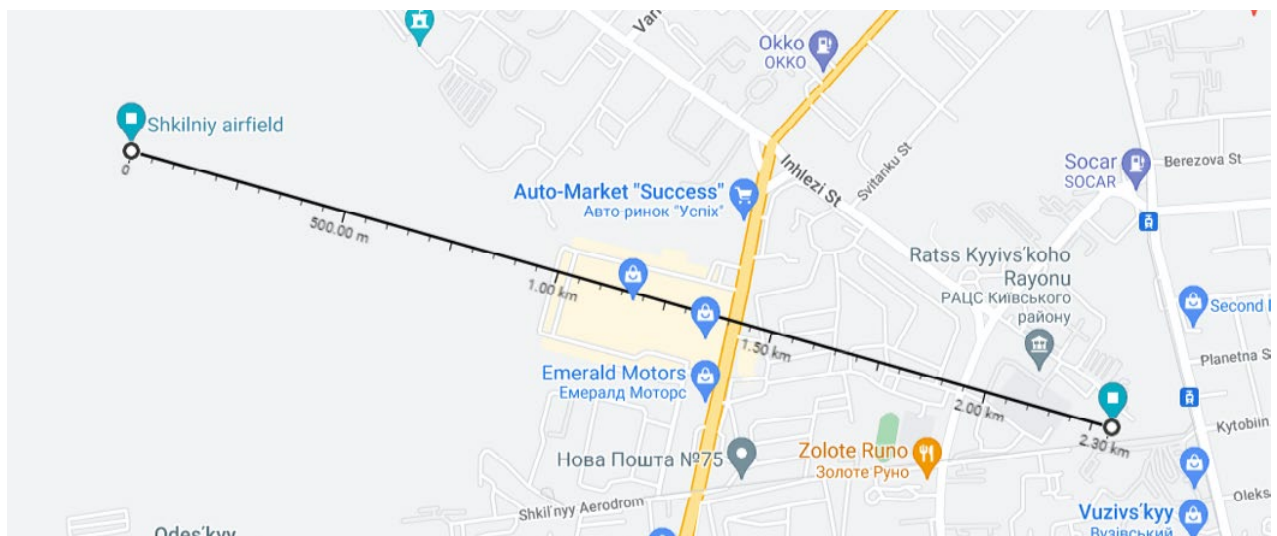 Okko
OKKO
Shkilniy airfield
0
Inhlezi St
Svitanku St
Socar
SOCAR
Berezova St
Auto-Market "Success"
Авто ринок "Успіх"
500.00 m
Ratss Kyyivs'koho
Rayonu
РАЦС Київського
району
1.00 km
Second
1.50 km
Planetna S
Emerald Motors
Емералд Моторс
2.00 km
2.30 km
Kytobiin
Нова Пошта №75
Zolote Runo
Золоте Руно
Shkil'nyy Aerodrom
Oleks
Vuzivs'kyy
Вузівський
Odes'kyy